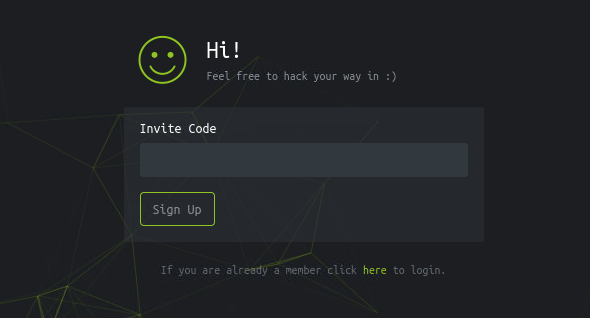 Hi!
Feel free to hack your way in :)
Invite Code
Sign Up
If you are already a member click here to login.